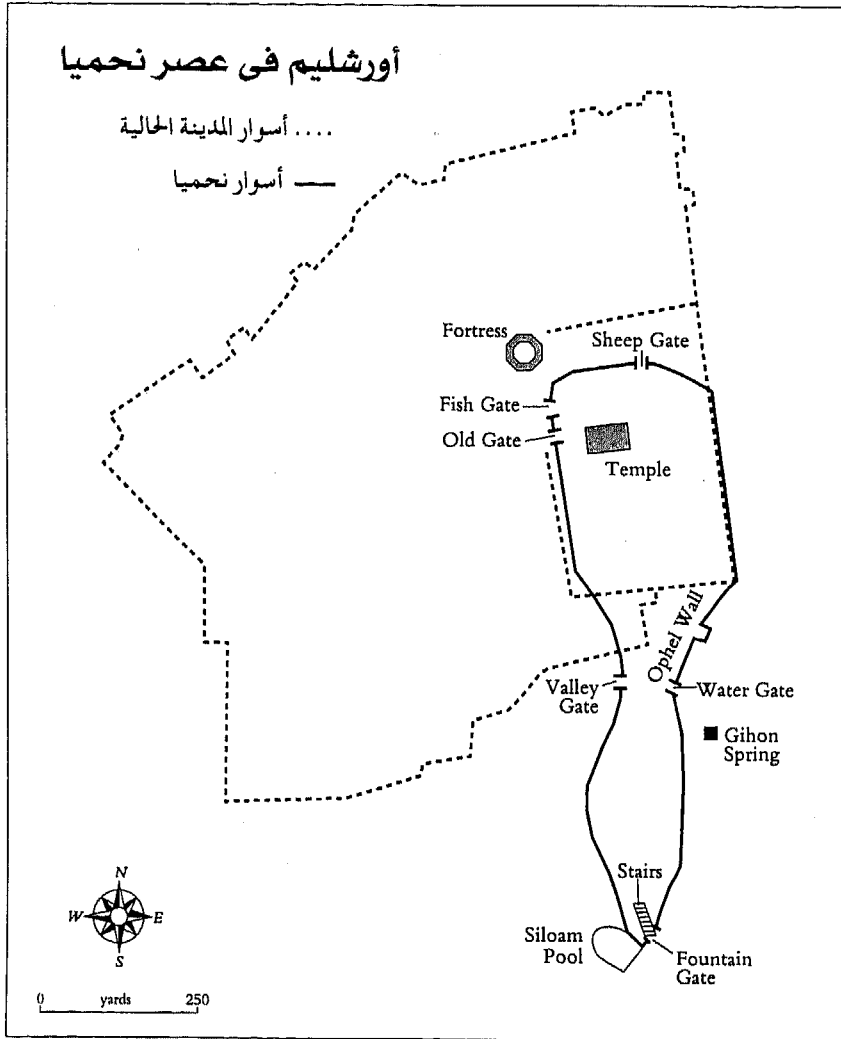 أورشليم فى عصر نحميا
.... أسوار المدينة الحالية
— أسوار نحميا
Fortress
Sheep Gate
Fish Gate
Old Gate
Temple
Ophel Wall
Valley
Gate
Water Gate
Gihon
Spring
Stairs
Siloam
Pool
Fountain
Gate
N
W E
S
0 yards 250